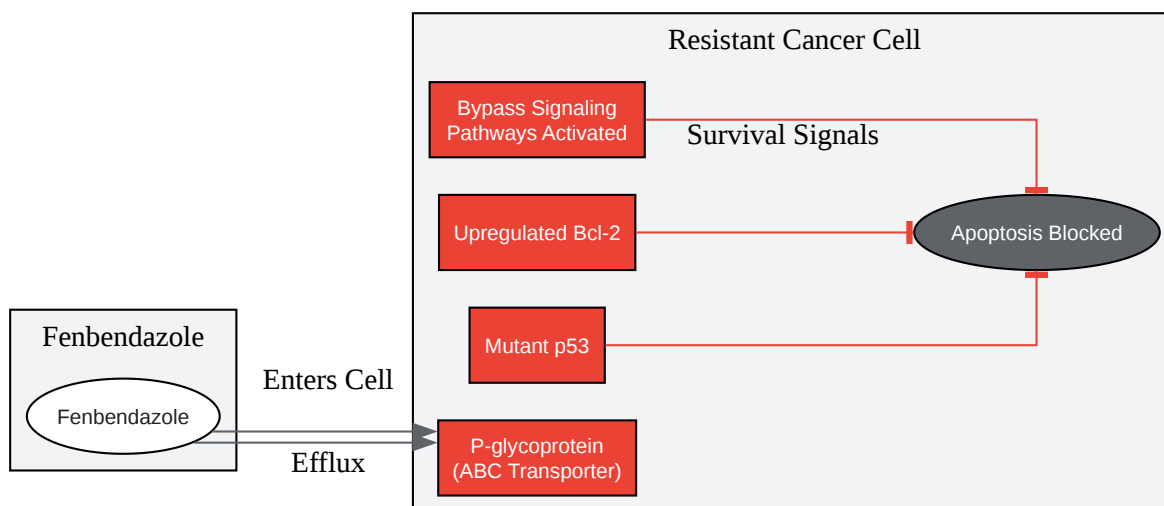 Resistant Cancer Cell
Bypass Signaling
Pathways Activated
Survival Signals
Upregulated Bcl-2
Apoptosis Blocked
Mutant p53
Fenbendazole
Fenbendazole
Enters Cell
Efflux
P-glycoprotein
(ABC Transporter)